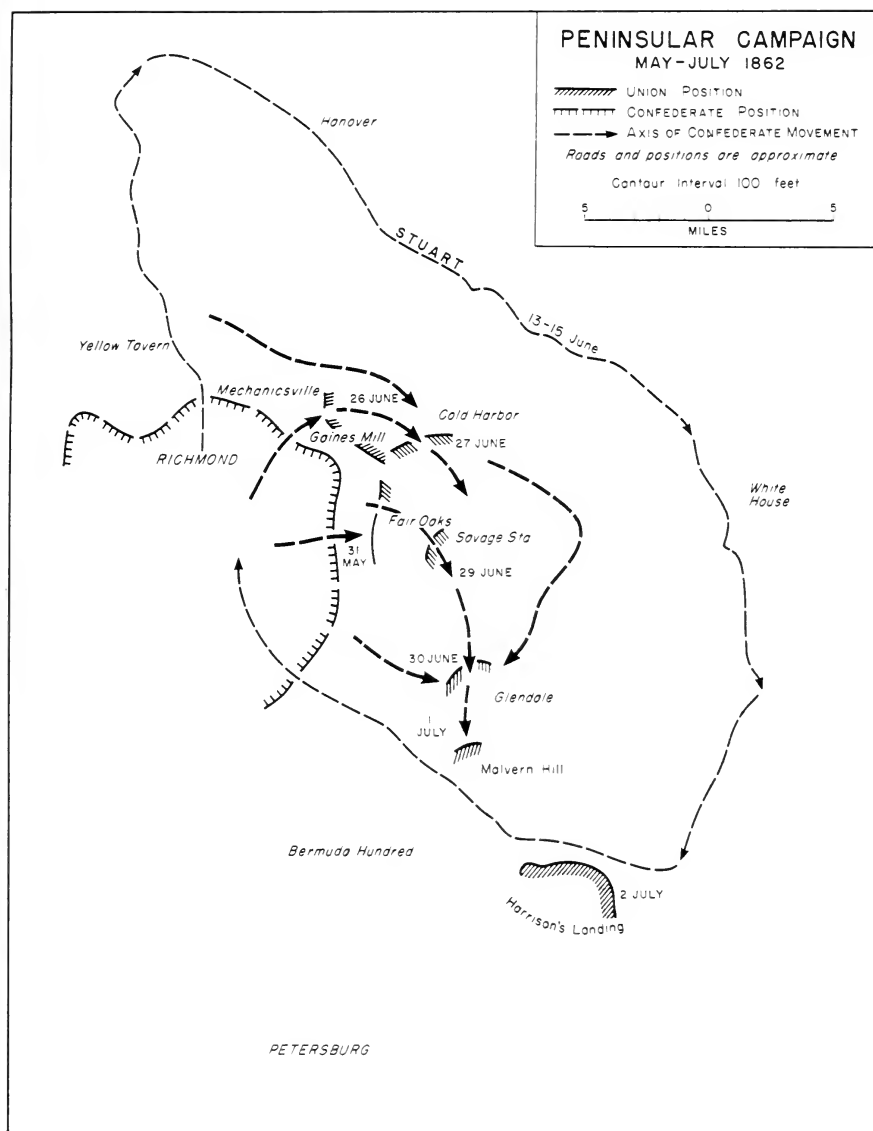 PENINSULAR CAMPAIGN
MAY-JULY 1862
UNION POSITION
CONFEDERATE POSITION
AXIS OF CONFEDERATE MOVEMENT
Roads and positions are approximate
Contour Interval 100 feet
5 0 5
MILES
Hanover
STUART
13-15 June
Yellow Tavern
Mechanicsville
26 JUNE
Cold Harbor
Gaines Mill
27 JUNE
RICHMOND
White
House
Fair Oaks
Savage Sta
31
MAY
29 JUNE
30 JUNE
Glendale
1
JULY
Malvern Hill
Bermuda Hundred
2 JULY
Harrison's Landing
PETERSBURG